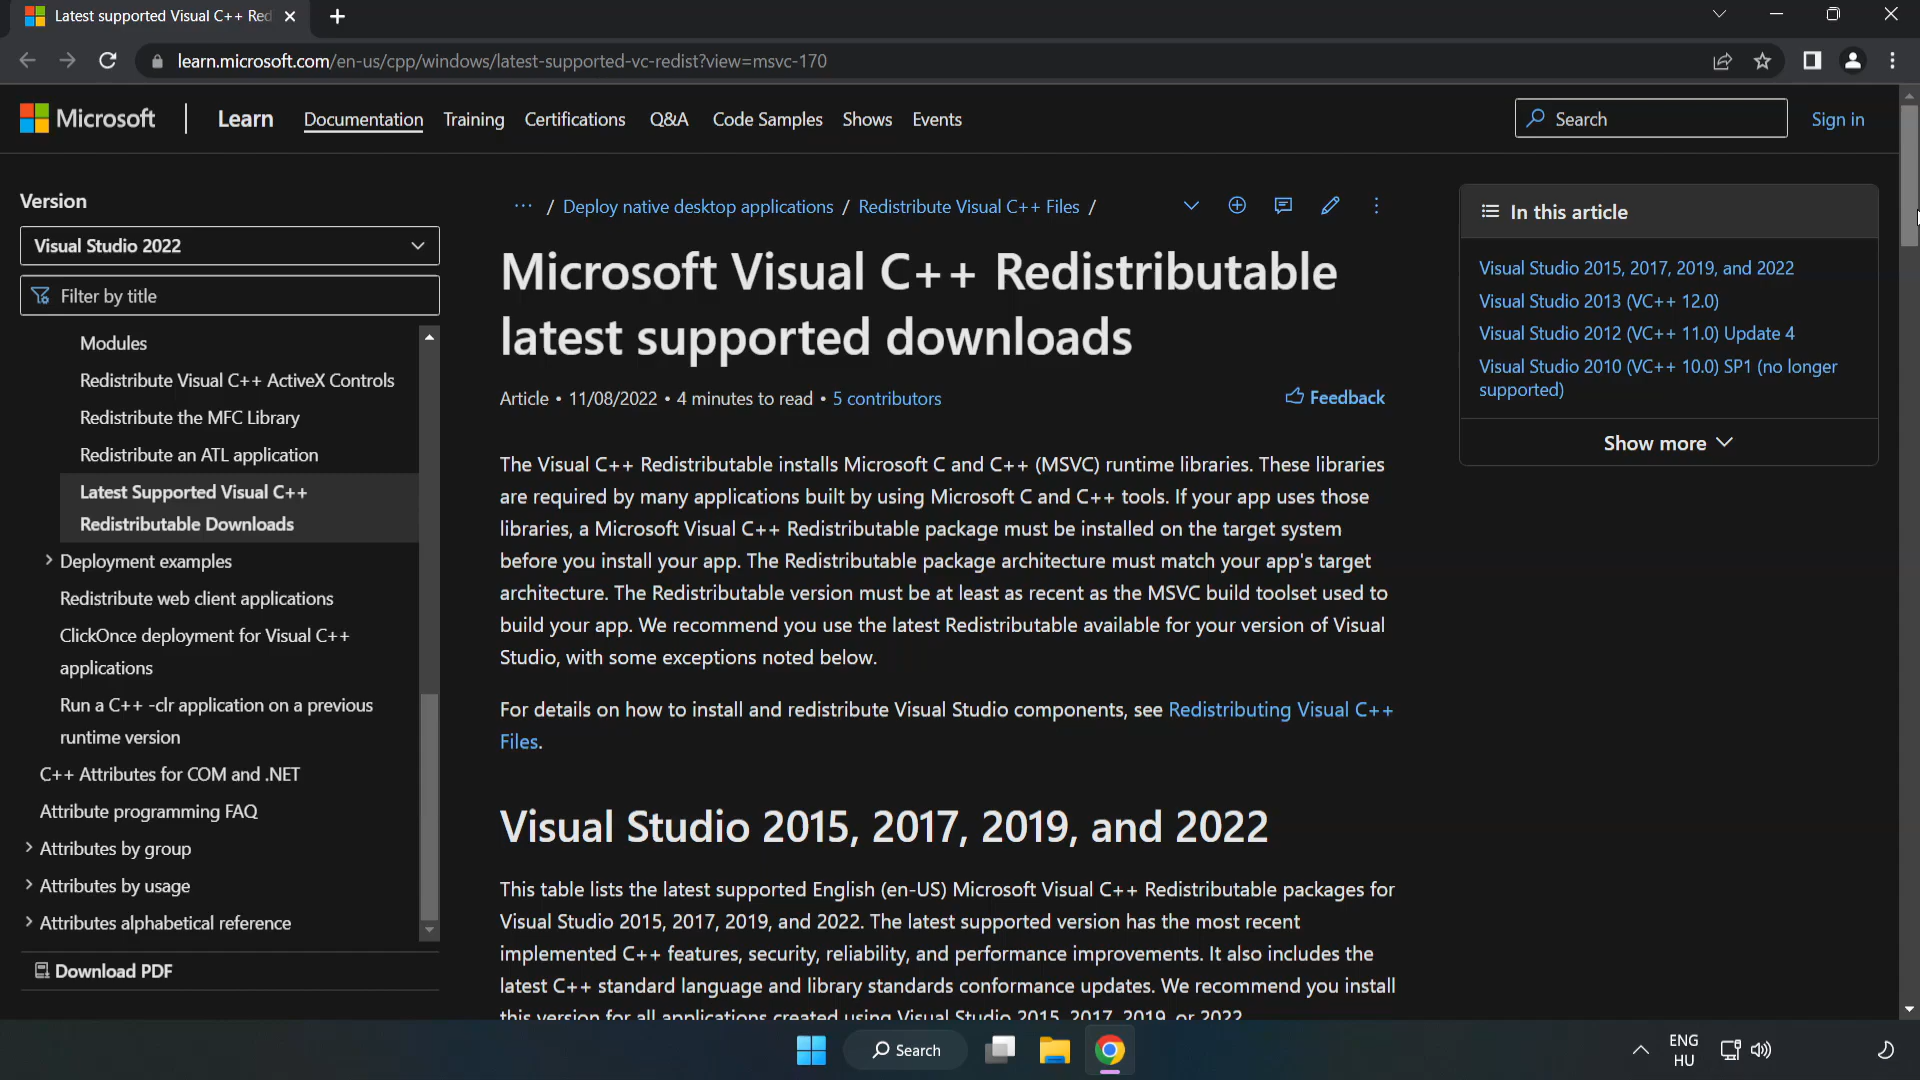 Latest supported Visual C++ Red
learn.microsoft.com/en-us/cpp/windows/latest-supported-vc-redist?view=msvc-170
Microsoft
Learn
Documentation
Training
Certifications
Q&A
Code Samples
Shows
Events
Search
Sign in
Version
Visual Studio 2022
Filter by title
Modules
Redistribute Visual C++ ActiveX Controls
Redistribute the MFC Library
Redistribute an ATL application
Latest Supported Visual C++
Redistributable Downloads
Deployment examples
Redistribute web client applications
ClickOnce deployment for Visual C++
applications
Run a C++ -clr application on a previous
runtime version
C++ Attributes for COM and .NET
Attribute programming FAQ
Attributes by group
Attributes by usage
Attributes alphabetical reference
Download PDF
... / Deploy native desktop applications / Redistribute Visual C++ Files /
Microsoft Visual C++ Redistributable
latest supported downloads
Article • 11/08/2022 • 4 minutes to read • 5 contributors
Feedback
The Visual C++ Redistributable installs Microsoft C and C++ (MSVC) runtime libraries. These libraries
are required by many applications built by using Microsoft C and C++ tools. If your app uses those
libraries, a Microsoft Visual C++ Redistributable package must be installed on the target system
before you install your app. The Redistributable package architecture must match your app's target
architecture. The Redistributable version must be at least as recent as the MSVC build toolset used to
build your app. We recommend you use the latest Redistributable available for your version of Visual
Studio, with some exceptions noted below.
For details on how to install and redistribute Visual Studio components, see Redistributing Visual C++
Files.
Visual Studio 2015, 2017, 2019, and 2022
This table lists the latest supported English (en-US) Microsoft Visual C++ Redistributable packages for
Visual Studio 2015, 2017, 2019, and 2022. The latest supported version has the most recent
implemented C++ features, security, reliability, and performance improvements. It also includes the
latest C++ standard language and library standards conformance updates. We recommend you install
this version for all applications created using Visual Studio 2015, 2017, 2019, or 2022.
In this article
Visual Studio 2015, 2017, 2019, and 2022
Visual Studio 2013 (VC++ 12.0)
Visual Studio 2012 (VC++ 11.0) Update 4
Visual Studio 2010 (VC++ 10.0) SP1 (no longer
supported)
Show more
Search
ENG
HU